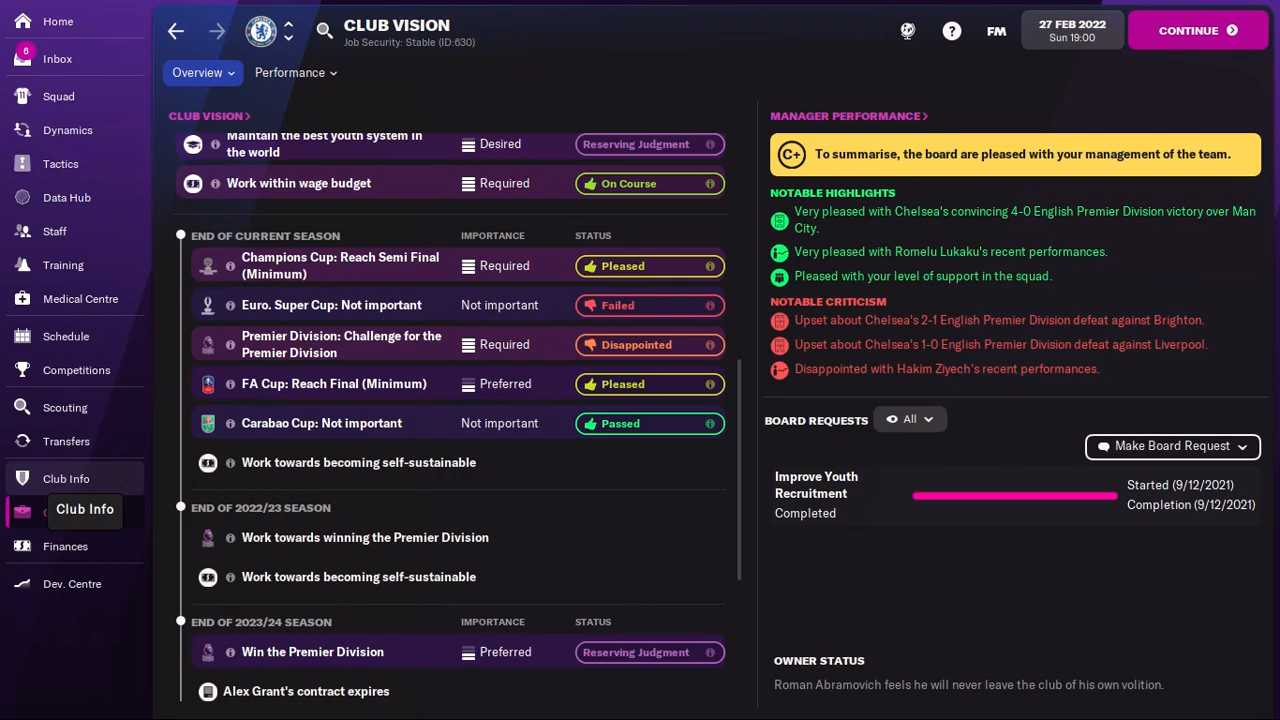 Home
6
Inbox
Squad
Dynamics
Tactics
Data Hub
Staff
Training
Medical Centre
Schedule
Competitions
Scouting
Transfers
Club Info
Club Info
Finances
Dev. Centre
CLUB VISION
Job Security: Stable (ID:630)
FM
27 FEB 2022
Sun 19:00
CONTINUE
Overview
Performance
CLUB VISION >
Maintain the best youth system in
the world
Desired
Reserving Judgment
Work within wage budget
Required
On Course
END OF CURRENT SEASON
IMPORTANCE
STATUS
Champions Cup: Reach Semi Final
(Minimum)
Required
Pleased
Euro. Super Cup: Not important
Not important
Failed
Premier Division: Challenge for the
Premier Division
Required
Disappointed
FA Cup: Reach Final (Minimum)
Preferred
Pleased
Carabao Cup: Not important
Not important
Passed
Work towards becoming self-sustainable
END OF 2022/23 SEASON
Work towards winning the Premier Division
Work towards becoming self-sustainable
END OF 2023/24 SEASON
IMPORTANCE
STATUS
Win the Premier Division
Preferred
Reserving Judgment
Alex Grant's contract expires
MANAGER PERFORMANCE >
C+
To summarise, the board are pleased with your management of the team.
NOTABLE HIGHLIGHTS
Very pleased with Chelsea's convincing 4-0 English Premier Division victory over Man
City.
Very pleased with Romelu Lukaku's recent performances.
Pleased with your level of support in the squad.
NOTABLE CRITICISM
Upset about Chelsea's 2-1 English Premier Division defeat against Brighton.
Upset about Chelsea's 1-0 English Premier Division defeat against Liverpool.
Disappointed with Hakim Ziyech's recent performances.
BOARD REQUESTS
All
Make Board Request
Improve Youth
Recruitment
Completed
Started (9/12/2021)
Completion (9/12/2021)
OWNER STATUS
Roman Abramovich feels he will never leave the club of his own volition.